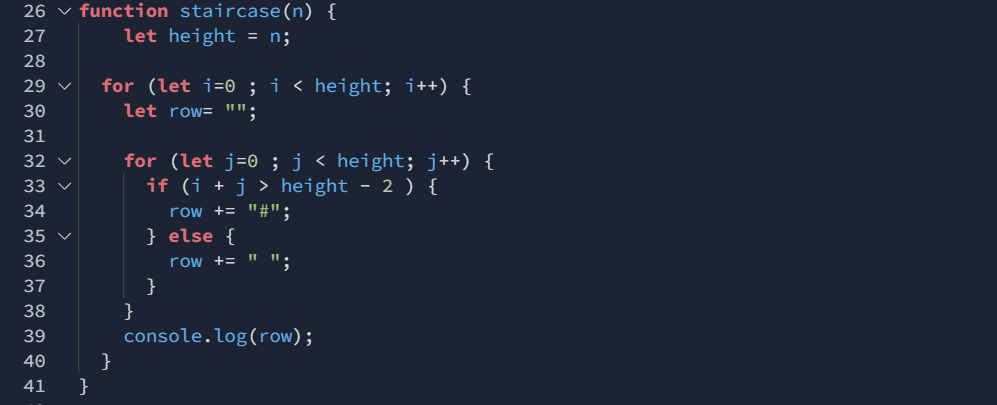 26 function staircase(n) {
27     let height = n;
28
29   for (let i=0 ; i < height; i++) {
30     let row= "";
31
32     for (let j=0 ; j < height; j++) {
33       if (i + j > height - 2 ) {
34         row += "#";
35       } else {
36         row += " ";
37       }
38     }
39     console.log(row);
40   }
41 }